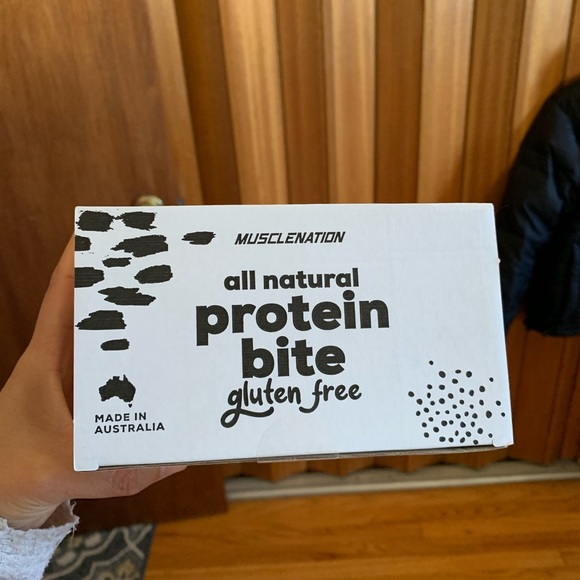 MUSCLENATION
all natural
protein
bite
gluten free
MADE IN
AUSTRALIA